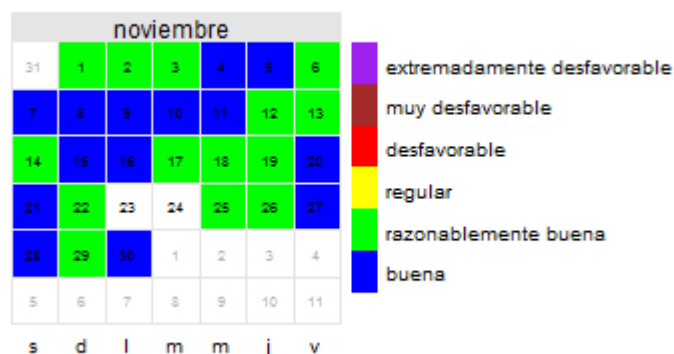 noviembre
31 1 2 3 4 5 6
7 8 9 10 11 12 13
14 15 16 17 18 19 20
21 22 23 24 25 26 27
28 29 30 1 2 3 4
5 6 7 8 9 10 11
s d l m m j v
extremadamente desfavorable
muy desfavorable
desfavorable
regular
razonablemente buena
buena